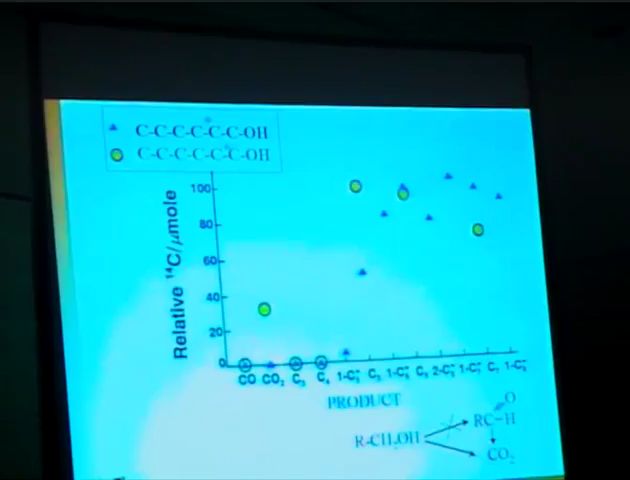 C-C-C-C-C-C-OH
C-C-C-C-C-C-OH
Relative ¹⁴C/μmole
100
80
60
40
20
0
CO CO₂ C₃ C₄
PRODUCT
O
R-CH₂OH RC-H
CO₂